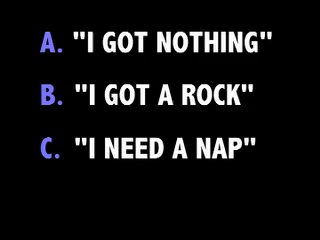 A. "I GOT NOTHING"
B. "I GOT A ROCK"
C. "I NEED A NAP"